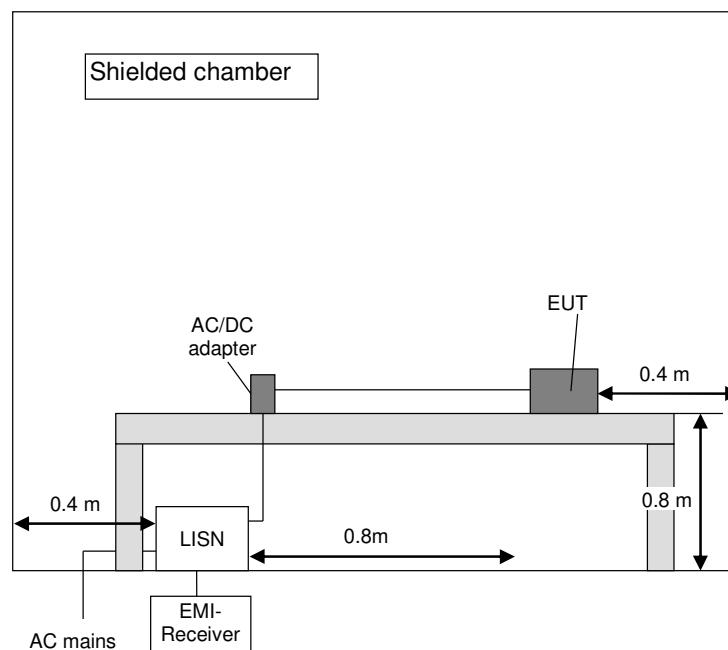 Shielded chamber
EUT
AC/DC
adapter
0.4 m
0.4 m
0.8 m
LISN
0.8m
EMI-
Receiver
AC mains